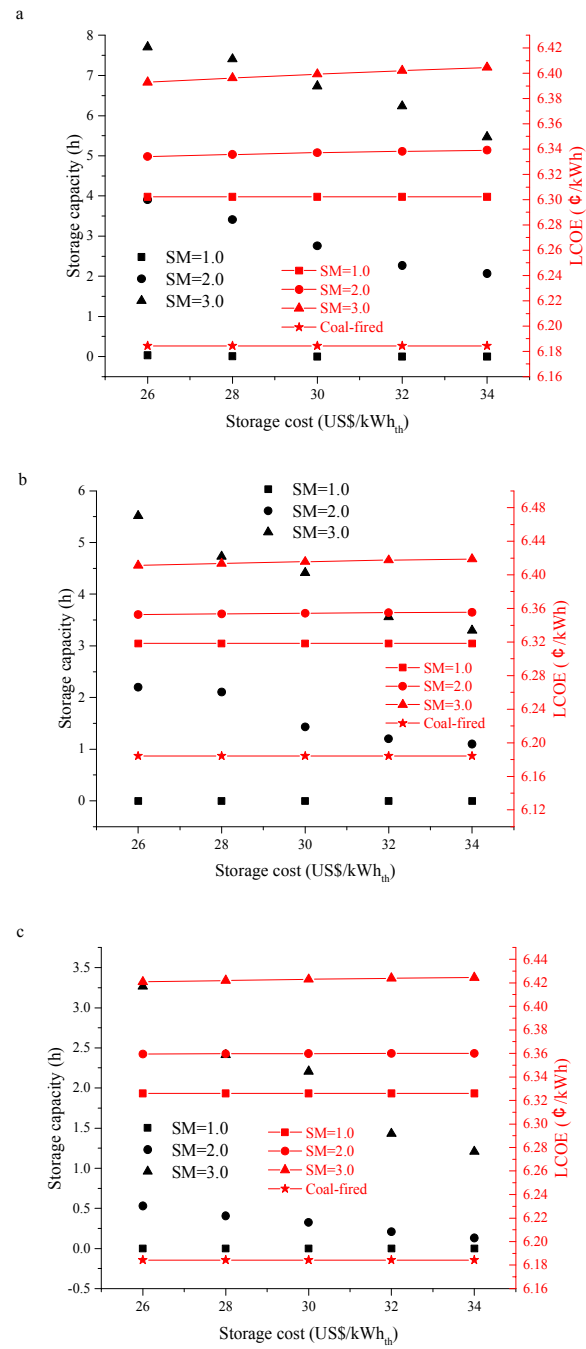 a
8
7
6
5
4
3
2
1
0
Storage capacity (h)
SM=1.0
SM=2.0
SM=3.0
SM=1.0
SM=2.0
SM=3.0
Coal-fired
6.42
6.40
6.38
6.36
6.34
6.32
6.30
6.28
6.26
6.24
6.22
6.20
6.18
6.16
LCOE (¢/kWh)
26 28 30 32 34
Storage cost (US$/kWh_th)
b
6
5
4
3
2
1
0
Storage capacity (h)
SM=1.0
SM=2.0
SM=3.0
SM=1.0
SM=2.0
SM=3.0
Coal-fired
6.48
6.44
6.40
6.36
6.32
6.28
6.24
6.20
6.16
6.12
LCOE (¢/kWh)
26 28 30 32 34
Storage cost (US$/kWh_th)
c
3.5
3.0
2.5
2.0
1.5
1.0
0.5
0.0
-0.5
Storage capacity (h)
SM=1.0
SM=2.0
SM=3.0
SM=1.0
SM=2.0
SM=3.0
Coal-fired
6.44
6.42
6.40
6.38
6.36
6.34
6.32
6.30
6.28
6.26
6.24
6.22
6.20
6.18
6.16
LCOE (¢/kWh)
26 28 30 32 34
Storage cost (US$/kWh_th)